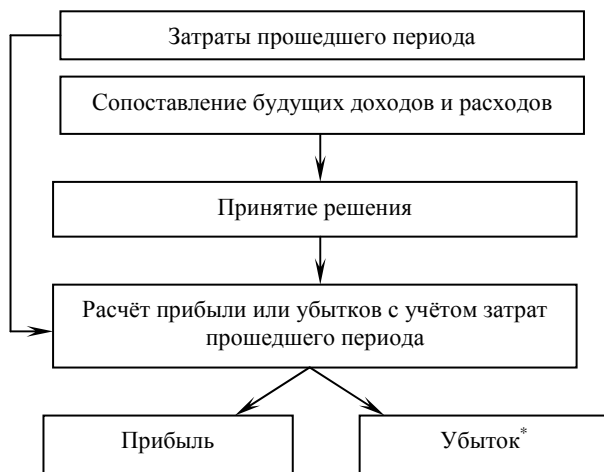 Затраты прошедшего периода
Сопоставление будущих доходов и расходов
Принятие решения
Расчёт прибыли или убытков с учётом затрат
прошедшего периода
Прибыль
Убыток*